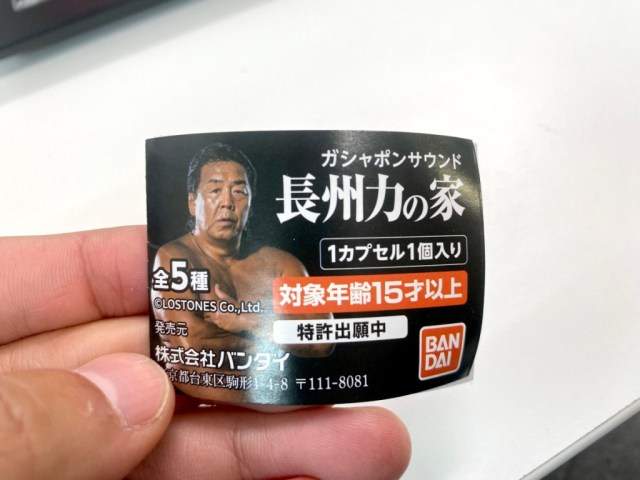 ガシャポンサウンド
長州力の家
1カプセル1個入り
全5種
対象年齢15才以上
©LOSTONES Co.,Ltd.
発売元
特許出願中
株式会社バンダイ
京都台東区駒形1-4-8 〒111-8081
BAN
DAI